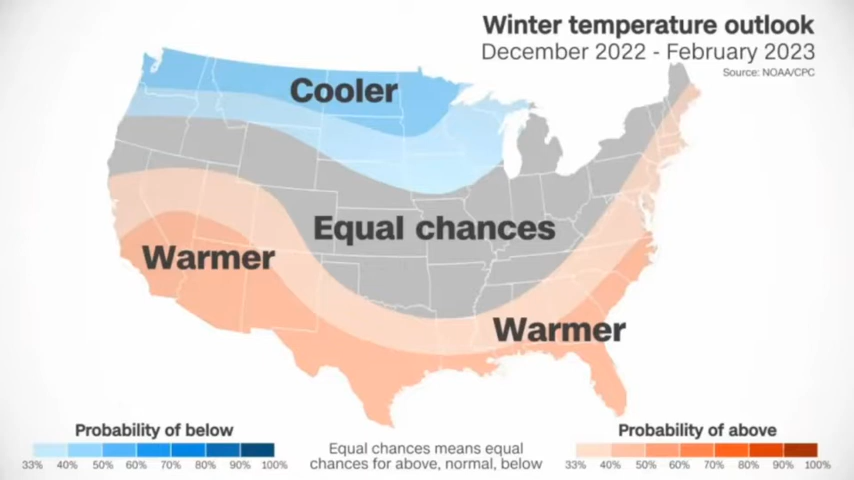 Winter temperature outlook
December 2022 - February 2023
Source: NOAA/CPC
Cooler
Equal chances
Warmer
Warmer
Probability of below
33% 40% 50% 60% 70% 80% 90% 100%
Equal chances means equal
chances for above, normal, below
Probability of above
33% 40% 50% 60% 70% 80% 90% 100%